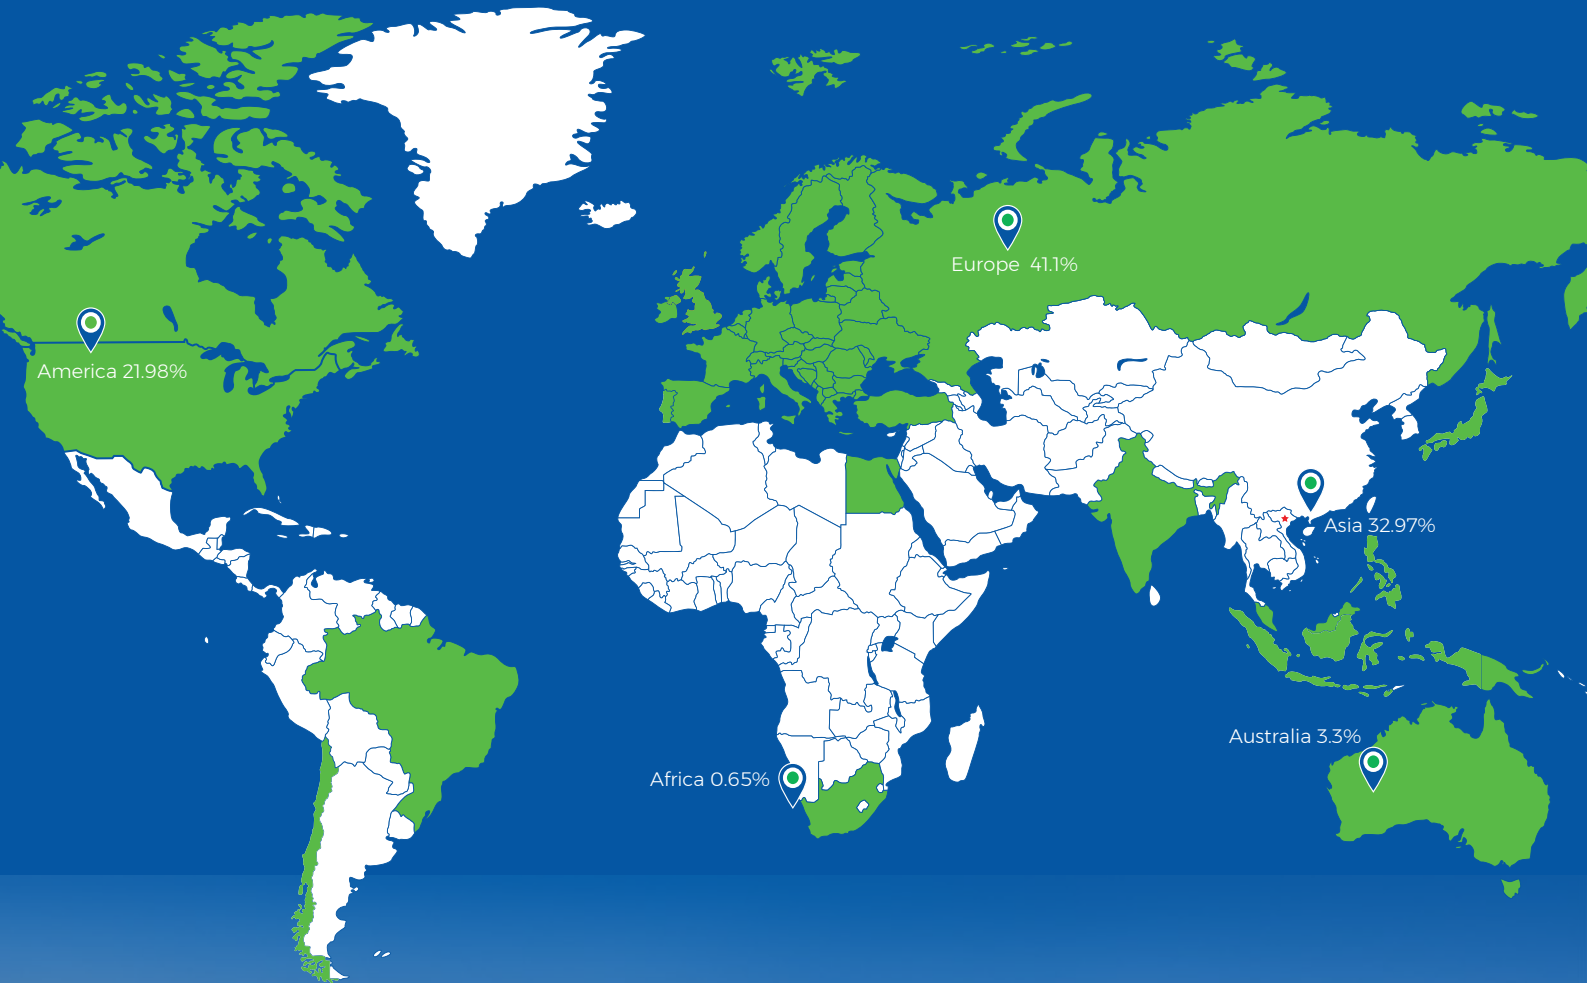 Europe 41.1%
America 21.98%
Asia 32.97%
Australia 3.3%
Africa 0.65%